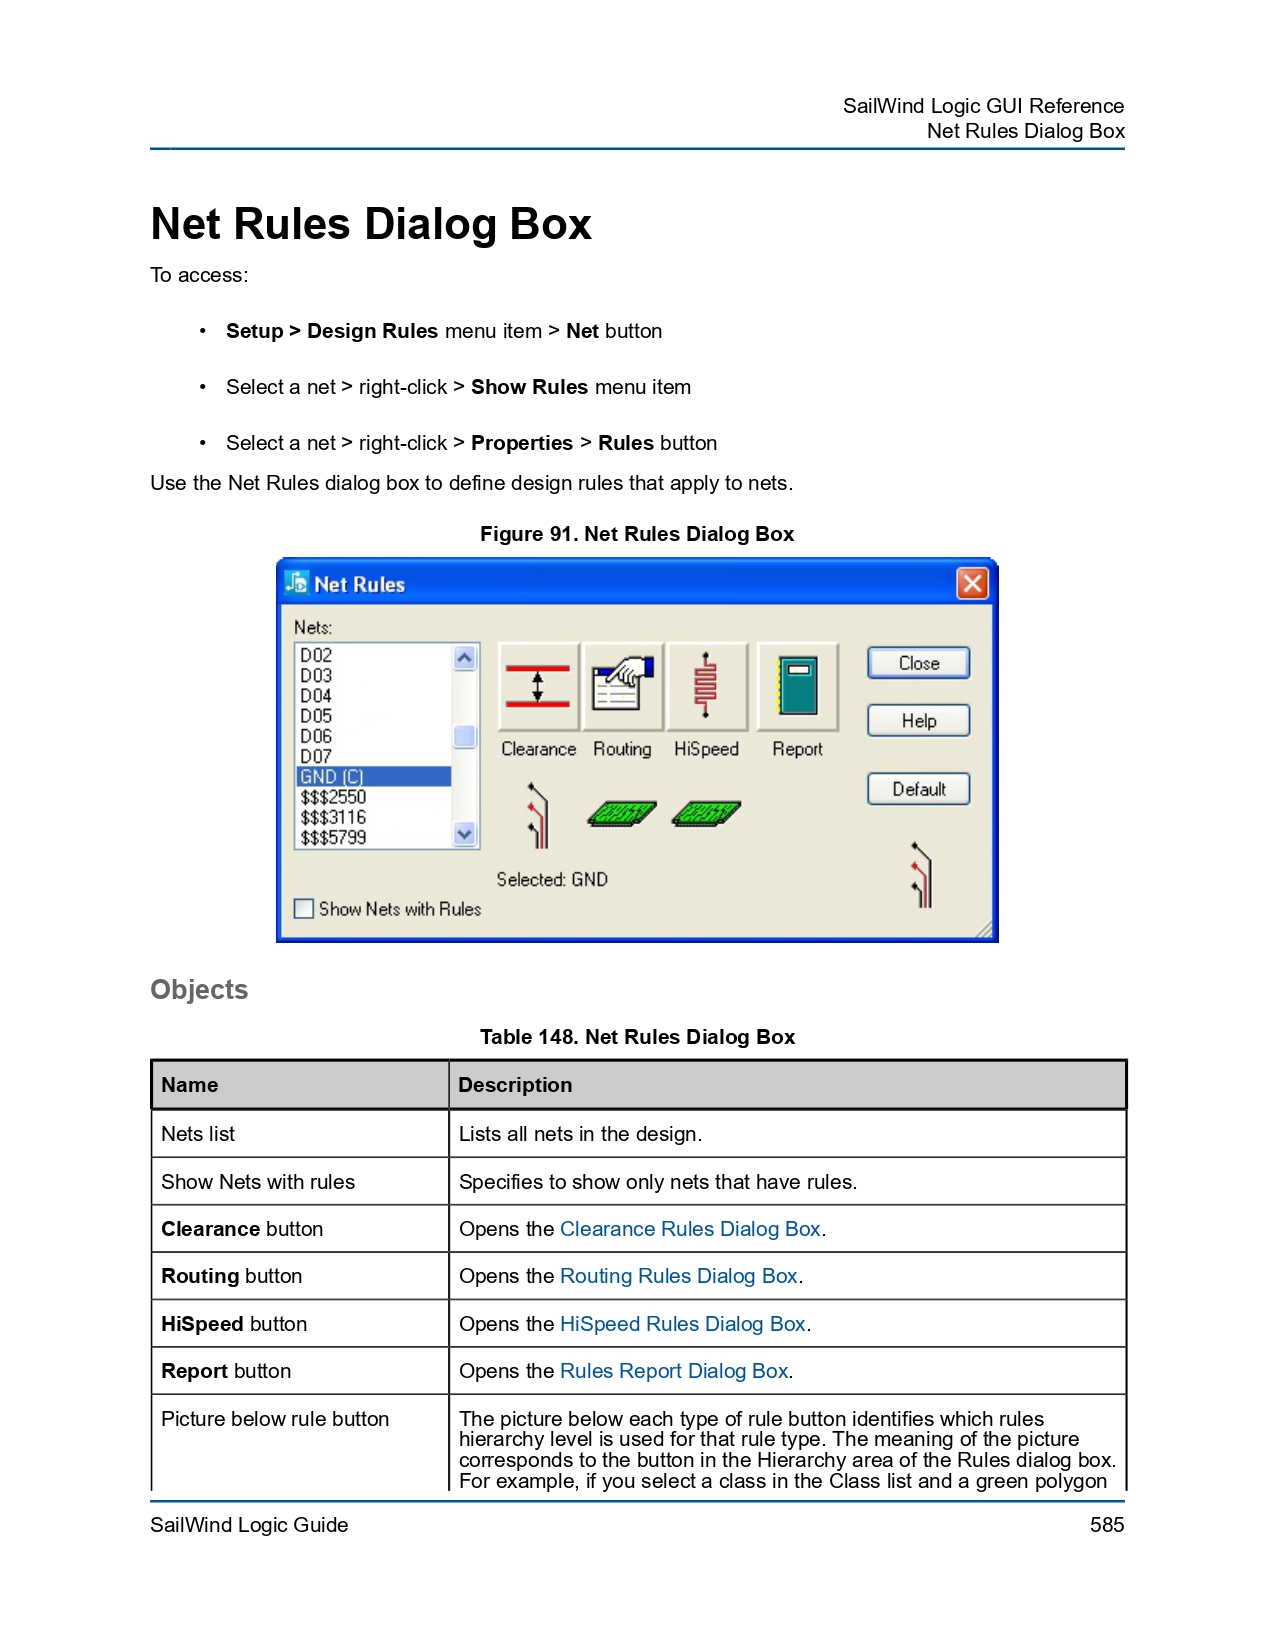 SailWind Logic GUI Reference
Net Rules Dialog Box
Net Rules Dialog Box
To access:
• Setup > Design Rules menu item > Net button
• Select a net > right-click > Show Rules menu item
• Select a net > right-click > Properties > Rules button
Use the Net Rules dialog box to define design rules that apply to nets.
Figure 91. Net Rules Dialog Box
Net Rules
Nets:
D02
D03
D04
D05
D06
D07
GND (C)
$$$2550
$$$3116
$$$5799
Show Nets with Rules
Clearance Routing HiSpeed Report
Selected: GND
Close
Help
Default
Objects
Table 148. Net Rules Dialog Box
Name Description
Nets list Lists all nets in the design.
Show Nets with rules Specifies to show only nets that have rules.
Clearance button Opens the Clearance Rules Dialog Box.
Routing button Opens the Routing Rules Dialog Box.
HiSpeed button Opens the HiSpeed Rules Dialog Box.
Report button Opens the Rules Report Dialog Box.
Picture below rule button The picture below each type of rule button identifies which rules
hierarchy level is used for that rule type. The meaning of the picture
corresponds to the button in the Hierarchy area of the Rules dialog box.
For example, if you select a class in the Class list and a green polygon
SailWind Logic Guide 585